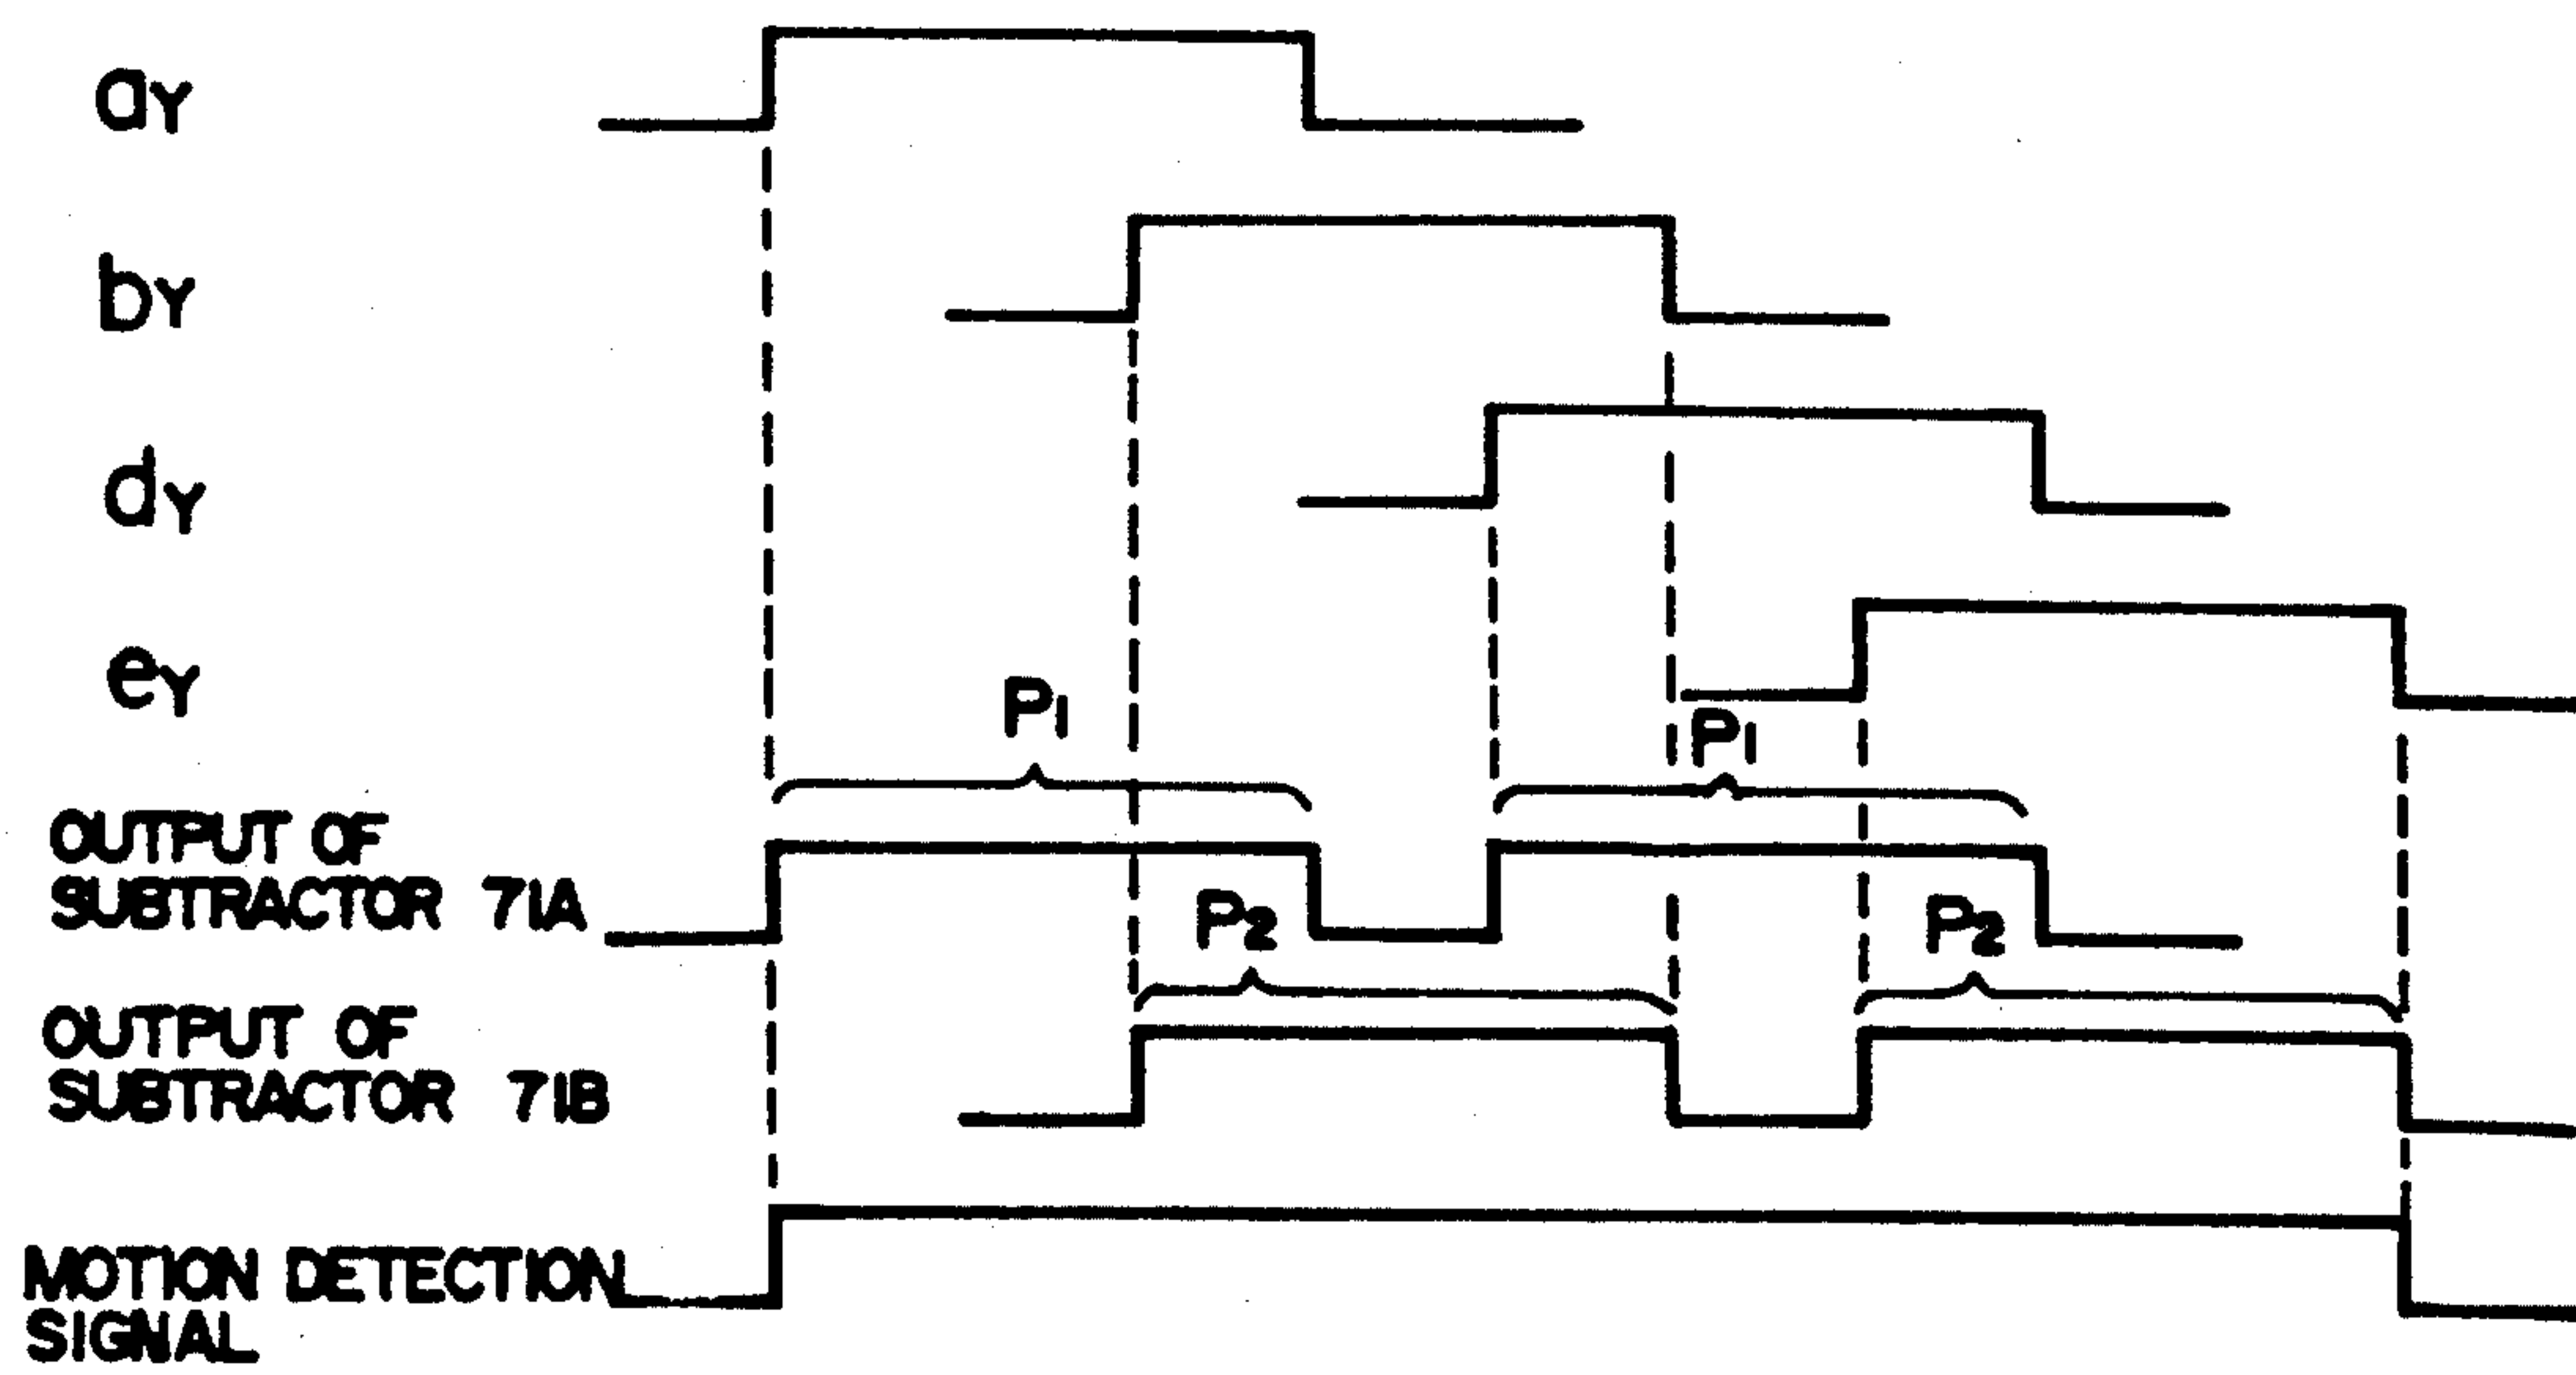 aY
bY
dY
eY
P1
P1
OUTPUT OF
SUBTRACTOR 71A
P2
P2
OUTPUT OF
SUBTRACTOR 71B
MOTION DETECTION
SIGNAL